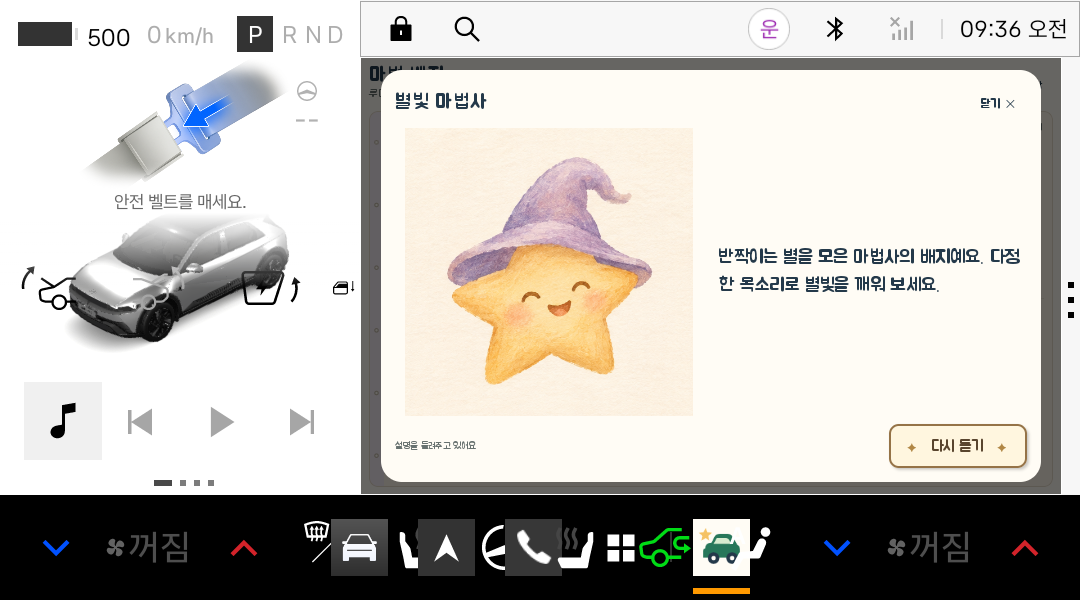 500 0 km/h P R N D
운 09:36 오전
안전 벨트를 매세요.
별빛 마법사
닫기 ×
반짝이는 별을 모은 마법사의 배지예요. 다정
한 목소리로 별빛을 깨워 보세요.
설명을 들려주고 있어요
다시 듣기
꺼짐
꺼짐